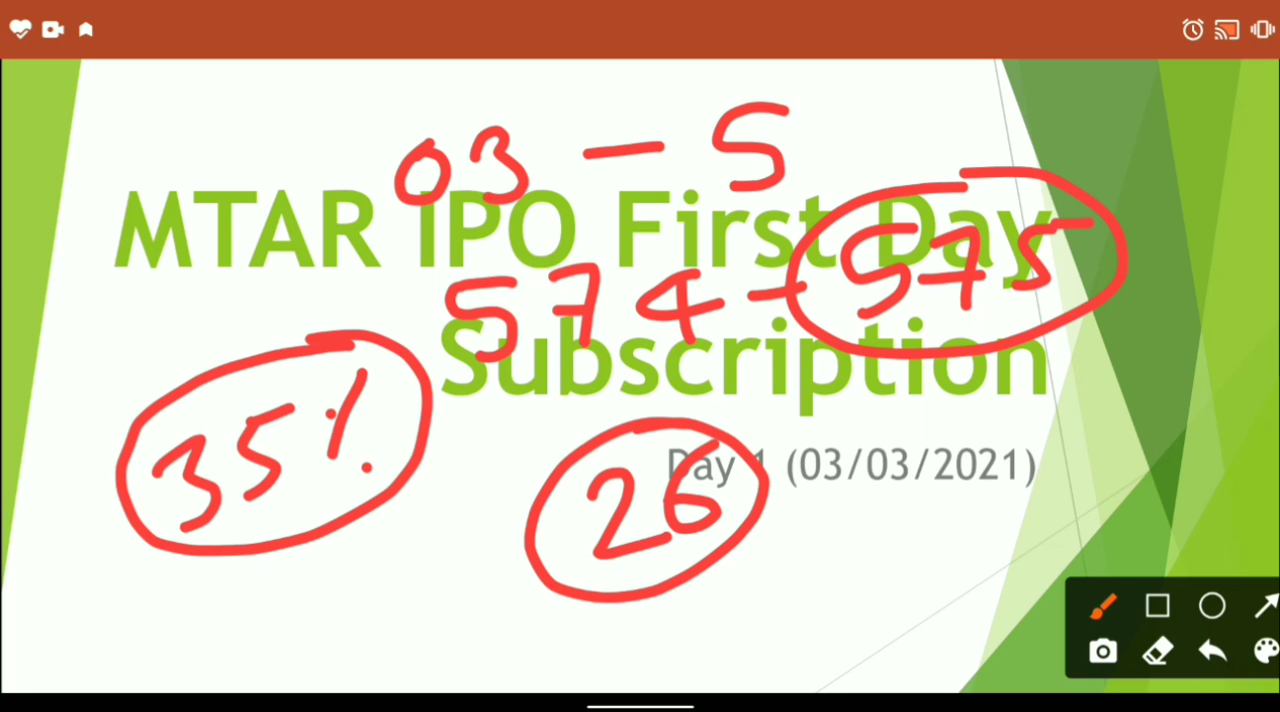 03 - 5
MTAR IPO First Day
574 - 575
Subscription
35%
26
Day 1 (03/03/2021)